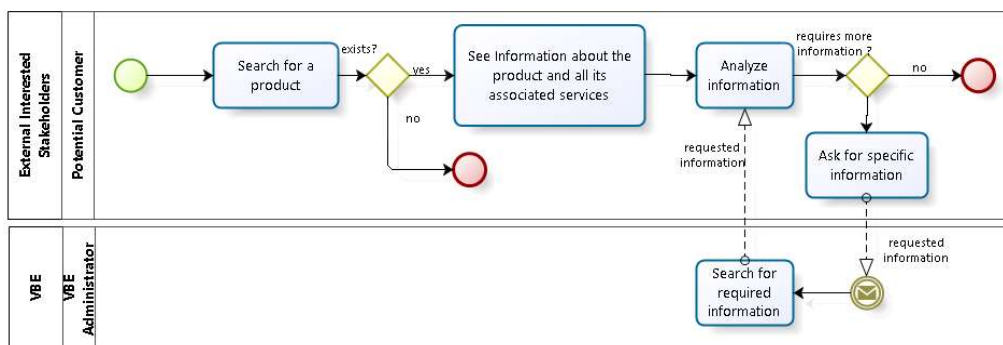 External Interested
Stakeholders
Potential Customer
Search for a
product
exists?
yes
no
See Information about the
product and all its
associated services
Analyze
information
requires more
information ?
no
Ask for specific
information
requested
information
requested
information
VBE
VBE
Administrator
Search for
required
information